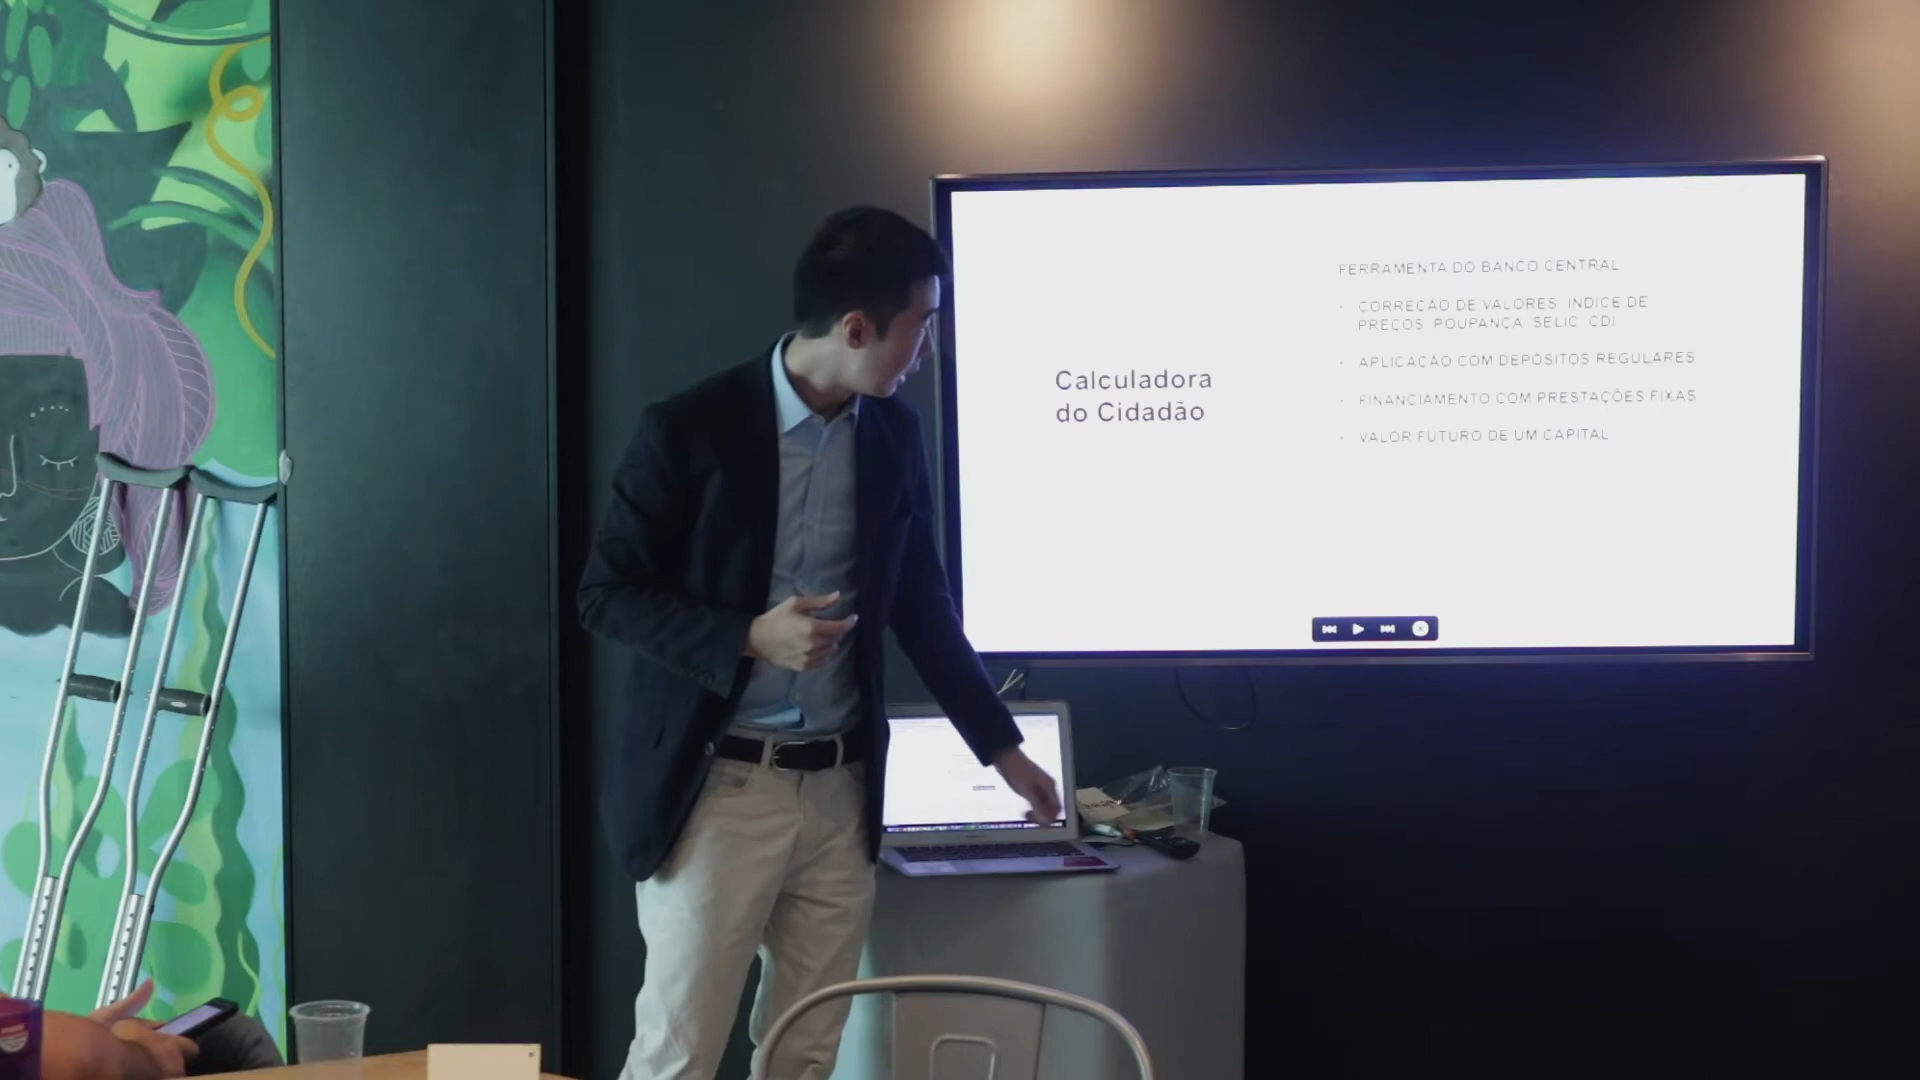 Calculadora
do Cidadão
FERRAMENTA DO BANCO CENTRAL
• CORREÇÃO DE VALORES ÍNDICE DE
PREÇOS POUPANÇA SELIC CDI
• APLICAÇÃO COM DEPÓSITOS REGULARES
• FINANCIAMENTO COM PRESTAÇÕES FIXAS
• VALOR FUTURO DE UM CAPITAL